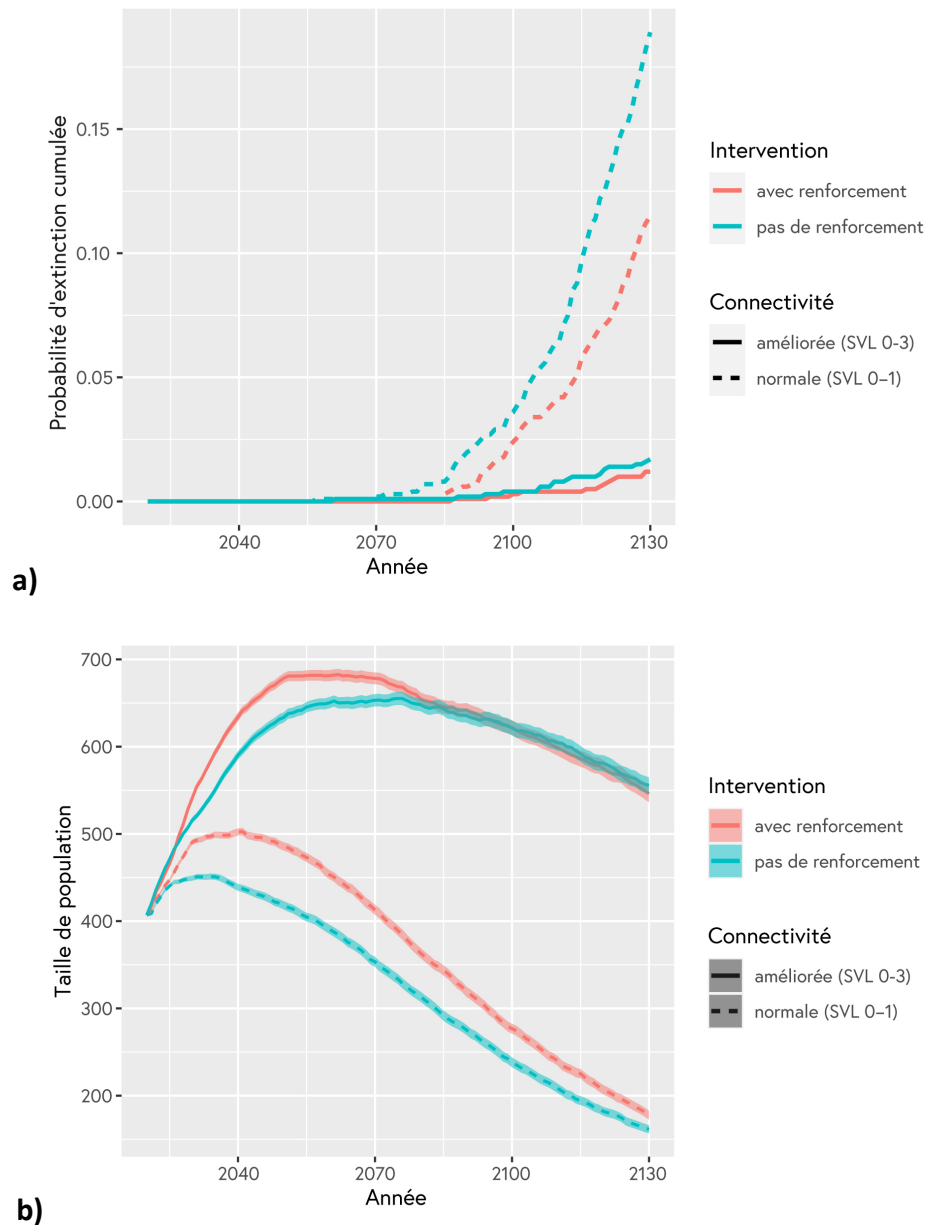 0.15
0.10
0.05
0.00
Probabilité d'extinction cumulée
2040 2070 2100 2130
Année
a)
Intervention
avec renforcement
pas de renforcement
Connectivité
améliorée (SVL 0-3)
normale (SVL 0–1)
700
600
500
400
300
200
Taille de population
2040 2070 2100 2130
Année
b)
Intervention
avec renforcement
pas de renforcement
Connectivité
améliorée (SVL 0-3)
normale (SVL 0–1)